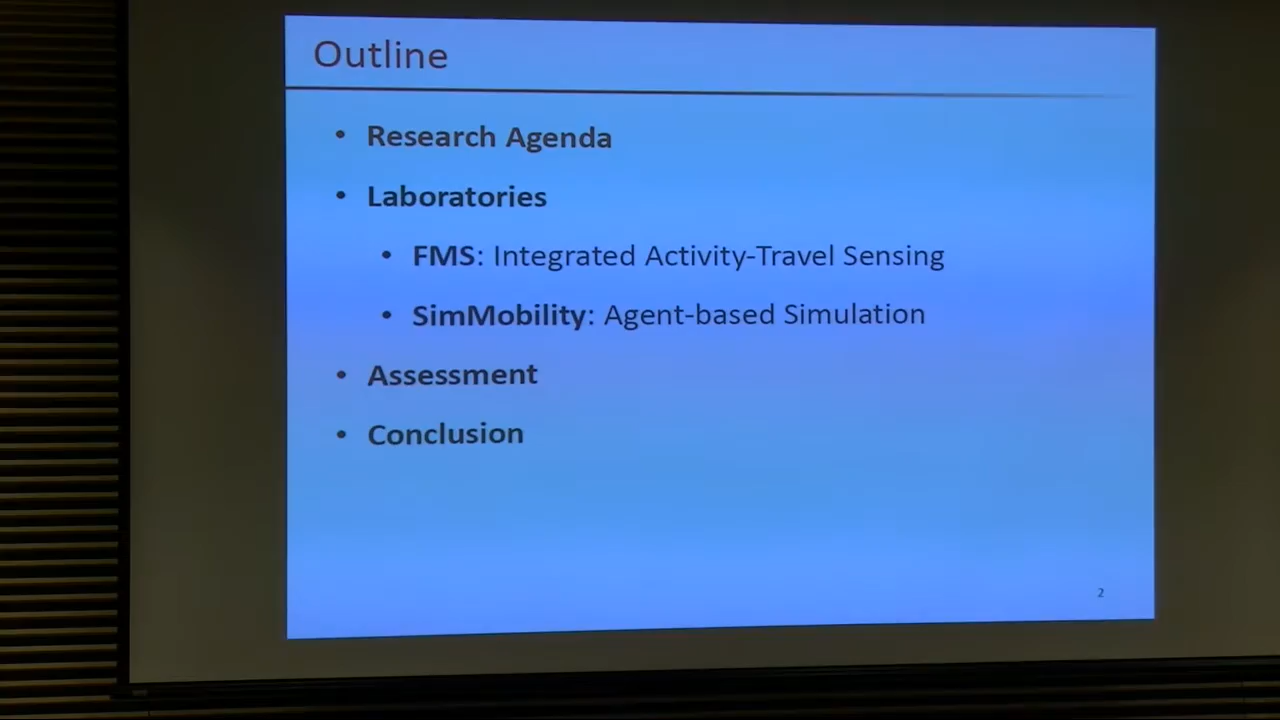 Outline
• Research Agenda
• Laboratories
• FMS: Integrated Activity-Travel Sensing
• SimMobility: Agent-based Simulation
• Assessment
• Conclusion
2